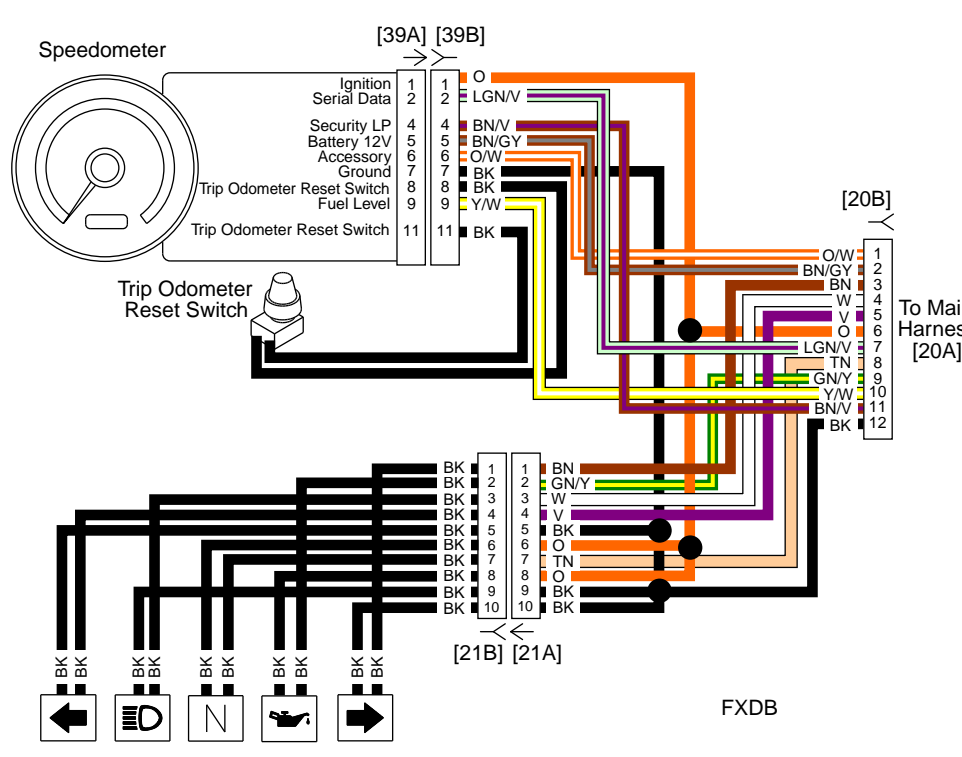 [39A] [39B]
Speedometer
Ignition 1 1 O
Serial Data 2 2 LGN/V
Security LP 4 4 BN/V
Battery 12V 5 5 BN/GY
Accessory 6 6 O/W
Ground 7 7 BK
Trip Odometer Reset Switch 8 8 BK
Fuel Level 9 9 Y/W
Trip Odometer Reset Switch 11 11 BK
[20B]
O/W 1
BN/GY 2
BN 3
W 4
V 5
O 6
LGN/V 7
TN 8
GN/Y 9
Y/W 10
BN/V 11
BK 12
To Mai
Harnes
[20A]
Trip Odometer
Reset Switch
BK 1 1 BN
BK 2 2 GN/Y
BK 3 3 W
BK 4 4 V
BK 5 5 BK
BK 6 6 O
BK 7 7 TN
BK 8 8 O
BK 9 9 BK
BK 10 10 BK
[21B] [21A]
BK BK BK BK BK BK BK BK BK BK
N
FXDB